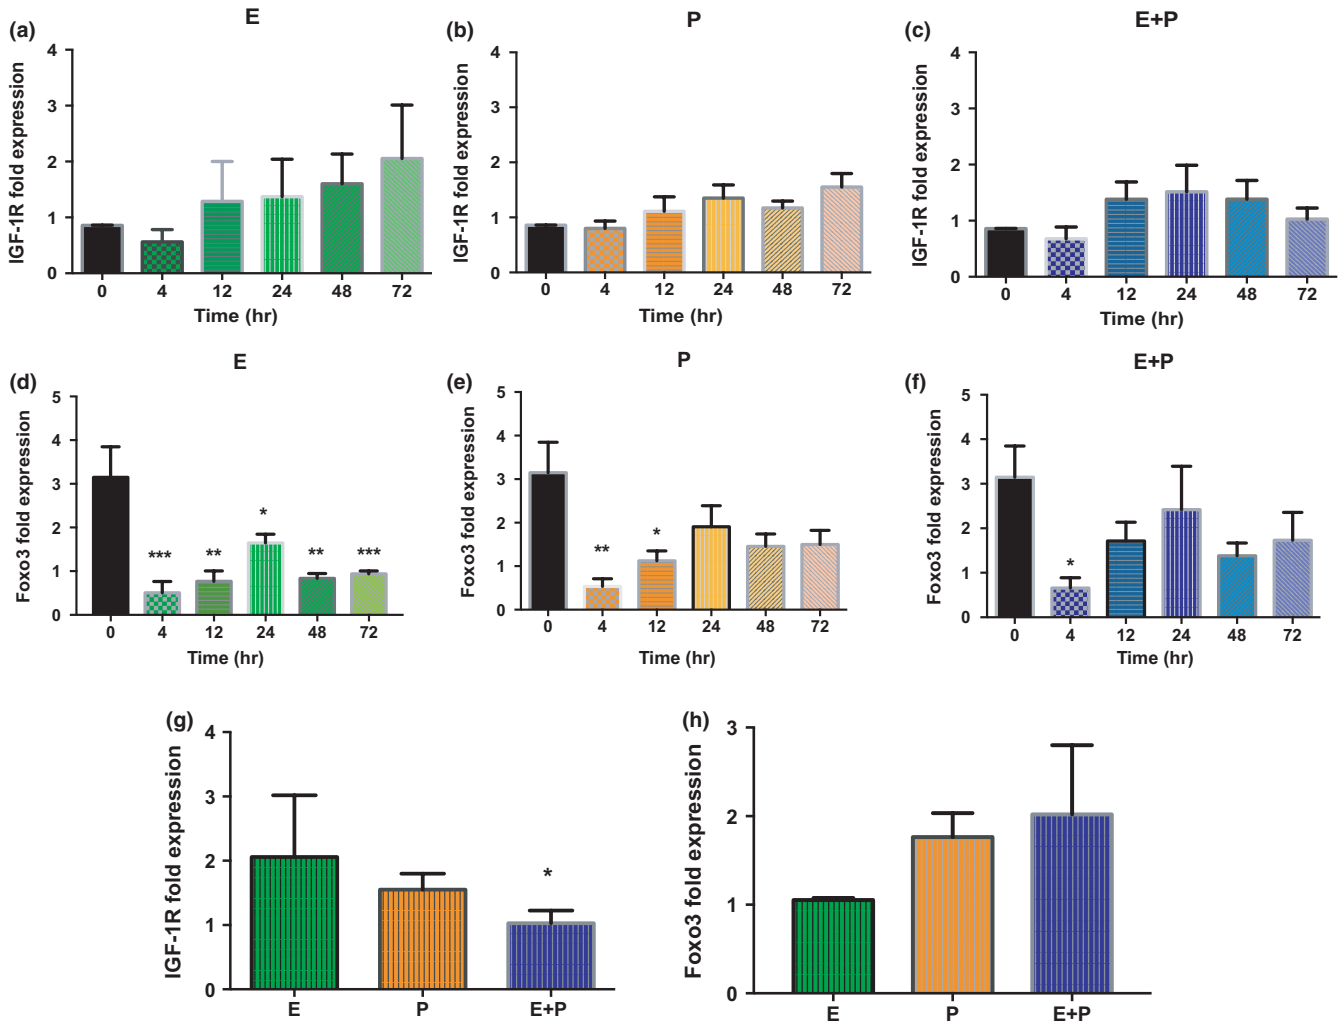 E
(a)
IGF-1R fold expression
4
3
2
1
0
0 4 12 24 48 72
Time (hr)
P
(b)
IGF-1R fold expression
4
3
2
1
0
0 4 12 24 48 72
Time (hr)
E+P
(c)
IGF-1R fold expression
4
3
2
1
0
0 4 12 24 48 72
Time (hr)
E
(d)
Foxo3 fold expression
5
4
3
2
1
0
*** ** * ** ***
0 4 12 24 48 72
Time (hr)
P
(e)
Foxo3 fold expression
5
4
3
2
1
0
** *
0 4 12 24 48 72
Time (hr)
E+P
(f)
Foxo3 fold expression
5
4
3
2
1
0
*
0 4 12 24 48 72
Time (hr)
(g)
IGF-1R fold expression
4
3
2
1
0
*
E P E+P
(h)
Foxo3 fold expression
3
2
1
0
E P E+P